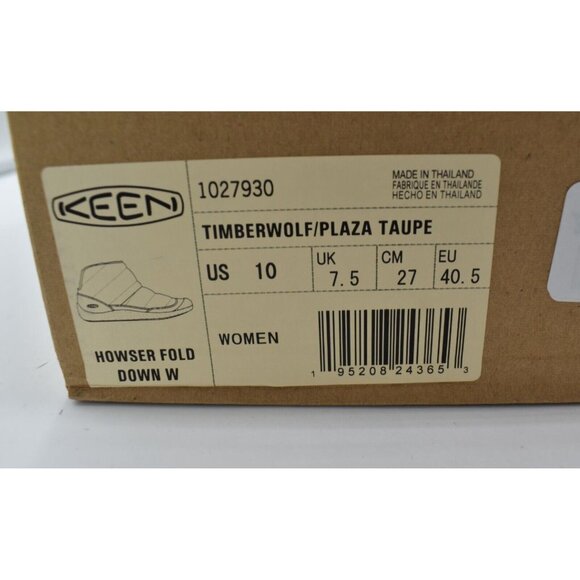 KEEN
HOWSER FOLD
DOWN W
1027930
MADE IN THAILAND
FABRIQUE EN THAILANDE
HECHO EN THAILAND
TIMBERWOLF/PLAZA TAUPE
US 10
UK
7.5
CM
27
EU
40.5
WOMEN
1 95208 24365 3